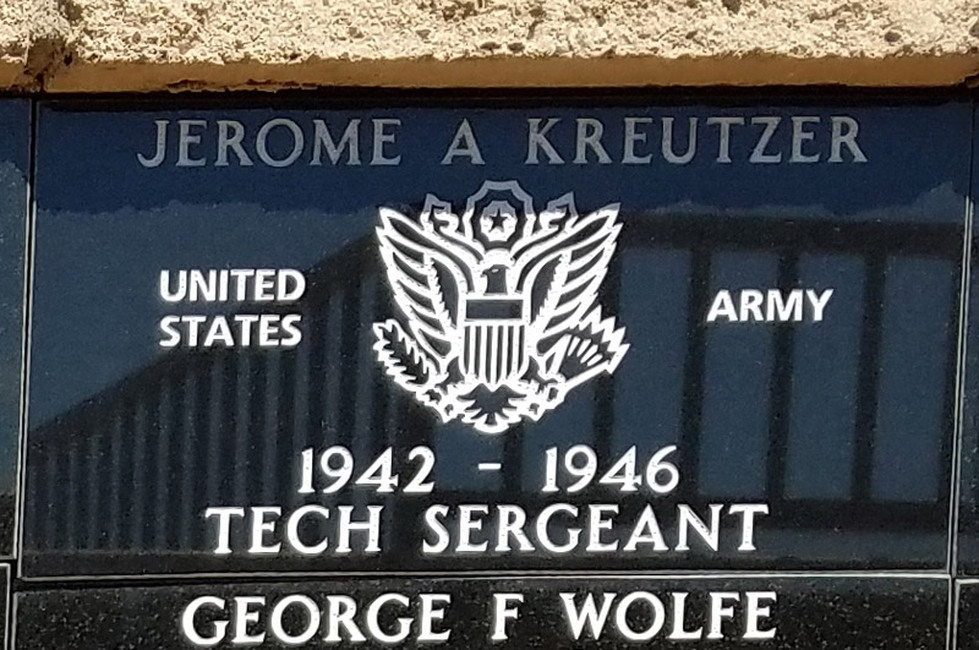 JEROME A KREUTZER
UNITED
STATES
ARMY
1942 - 1946
TECH SERGEANT
GEORGE F WOLFE